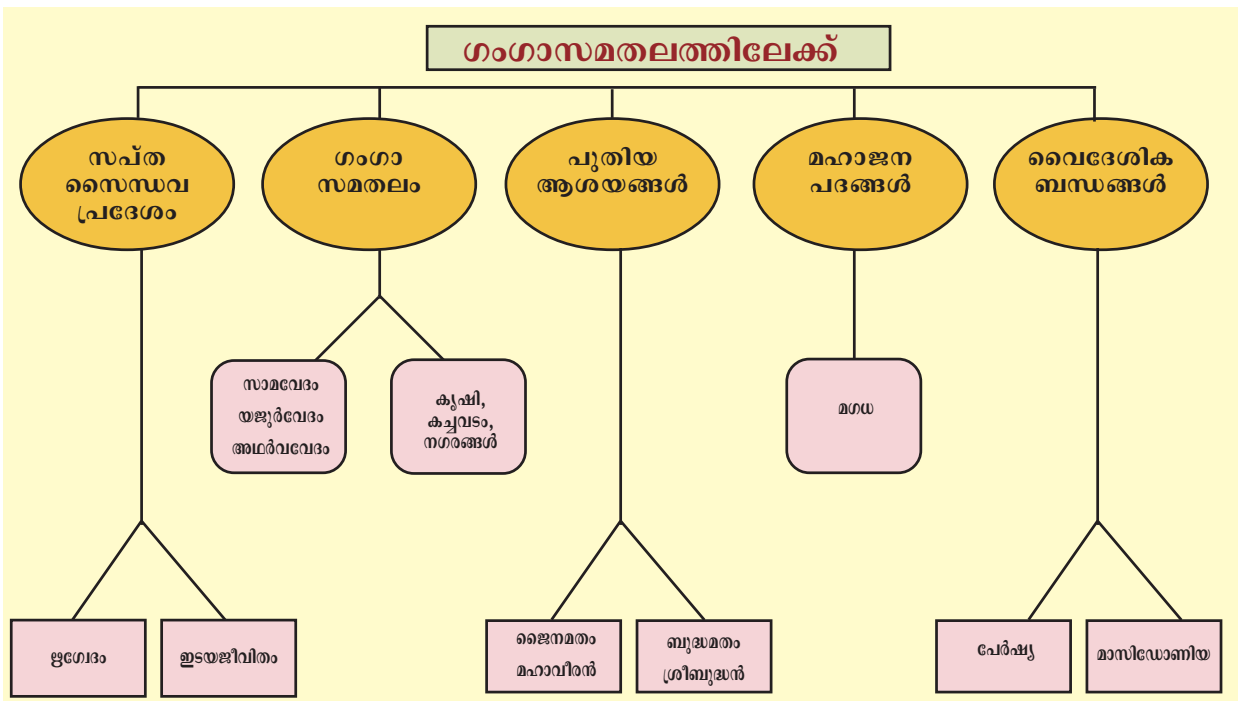 ഗംഗാസമതലത്തിലേക്ക്
സപ്ത
സൈന്ധവ
പ്രദേശം
ഗംഗാ
സമതലം
പുതിയ
ആശയങ്ങൾ
മഹാജന
പദങ്ങൾ
വൈദേശിക
ബന്ധങ്ങൾ
സാമവേദം
യജുർവേദം
അഥർവവേദം
കൃഷി,
കച്ചവടം,
നഗരങ്ങൾ
മഗധ
ഋഗ്വേദം
ഇടയജീവിതം
ജൈനമതം
മഹാവീരൻ
ബുദ്ധമതം
ശ്രീബുദ്ധൻ
പേർഷ്യ
മാസിഡോണിയ